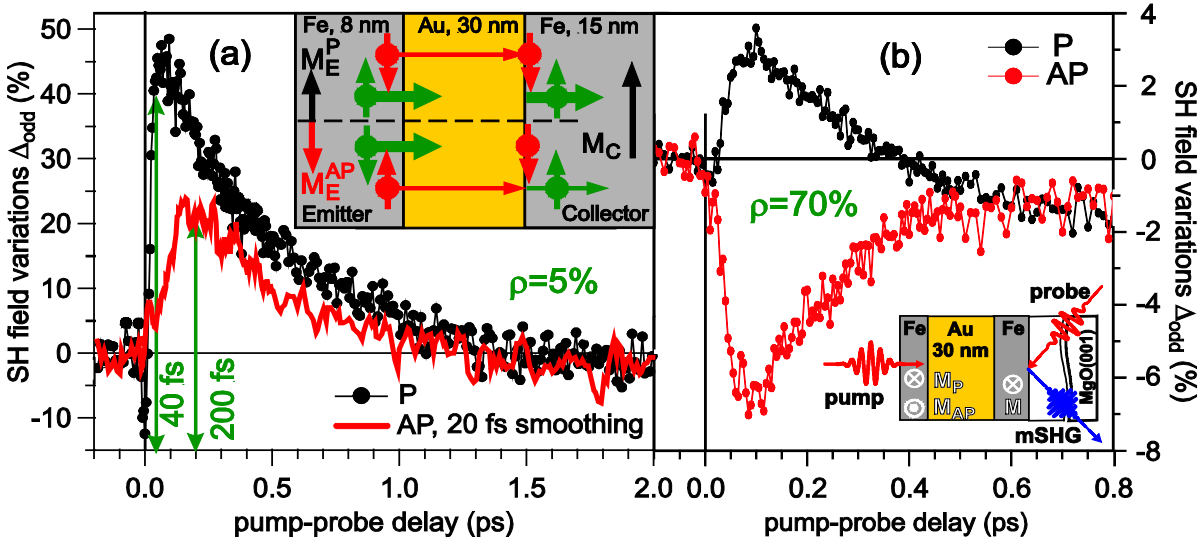 SH field variations Δodd (%)
50
40
30
20
10
0
-10
(a)
Fe, 8 nm
Au, 30 nm
Fe, 15 nm
M_E^P
M_E^AP
M_C
Emitter
Collector
ρ=5%
40 fs
200 fs
P
AP, 20 fs smoothing
0.0
0.5
1.0
1.5
2.0
pump-probe delay (ps)
(b)
P
AP
ρ=70%
probe
Fe
Au
Fe
30 nm
pump
M_P
M_AP
M
MgO(001)
mSHG
4
2
0
-2
-4
-6
-8
SH field variations Δodd (%)
0.0
0.2
0.4
0.6
0.8
pump-probe delay (ps)